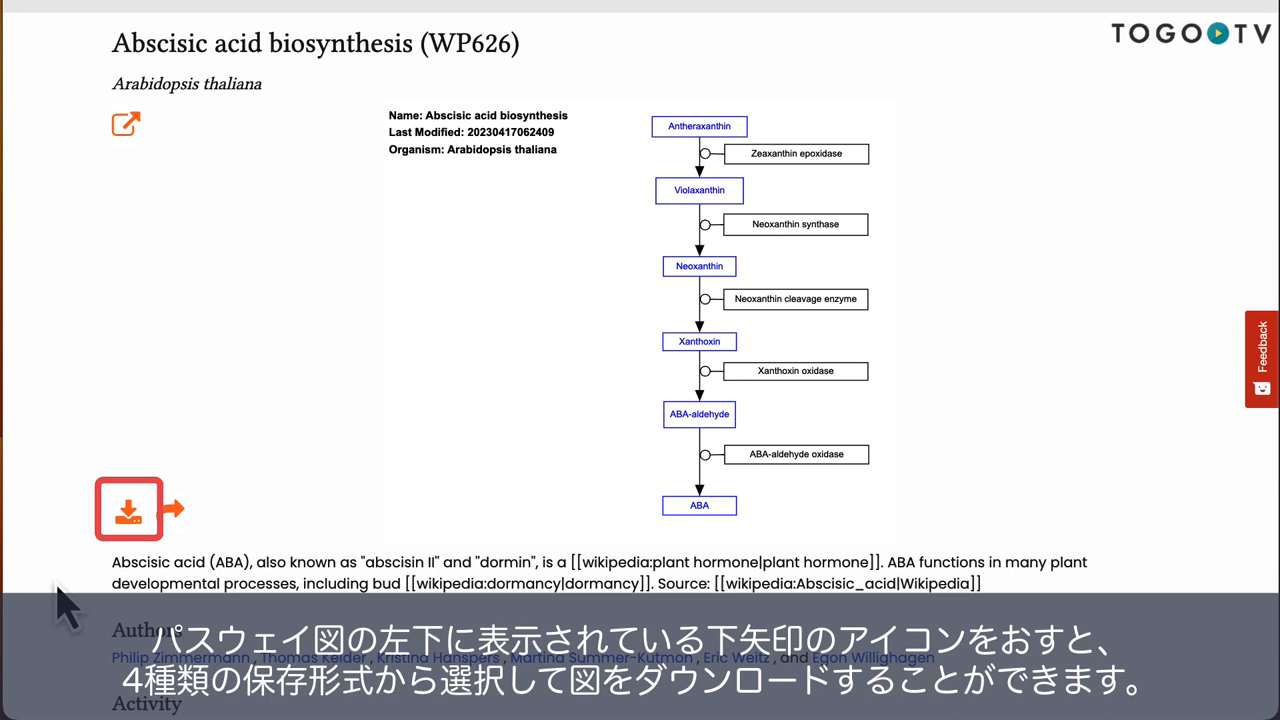 Abscisic acid biosynthesis (WP626)
TOGO TV
Arabidopsis thaliana
Name: Abscisic acid biosynthesis
Last Modified: 20230417062409
Organism: Arabidopsis thaliana
Antheraxanthin
Zeaxanthin epoxidase
Violaxanthin
Neoxanthin synthase
Neoxanthin
Neoxanthin cleavage enzyme
Xanthoxin
Xanthoxin oxidase
ABA-aldehyde
ABA-aldehyde oxidase
ABA
Feedback
Abscisic acid (ABA), also known as "abscisin II" and "dormin", is a [[wikipedia:plant hormone|plant hormone]]. ABA functions in many plant
developmental processes, including bud [[wikipedia:dormancy|dormancy]]. Source: [[wikipedia:Abscisic_acid|Wikipedia]]
Authors
パスウェイ図の左下に表示されている下矢印のアイコンをおすと、
Philip Zimmermann, Thomas Kelder, Kristina Hanspers, Martina Summer-Kutmon, Eric Weitz, and Egon Willighagen
4種類の保存形式から選択して図をダウンロードすることができます。
Activity